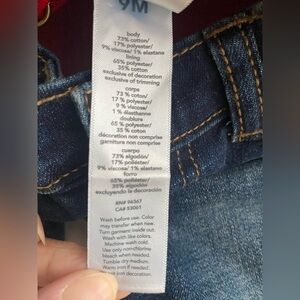 9M
body
73% cotton/
17% polyester/
9% viscose/ 1% elastane
lining
65% polyester/
35% cotton
exclusive of decoration
exclusive of trimming
corps
73 % coton/
17 % polyester/
9 % viscose/
1 % élasthanne
doublure
65 % polyester/
35 % coton
décoration non comprise
garniture non comprise
cuerpo
73% algodón/
17% poliéster/
9% viscosa/ 1% elastano
forro
65% poliéster/
35% algodón
excluyendo la decoración
RN# 96367
CA# 53061
Wash before use. Color
may transfer when new.
Turn garment inside out.
Wash with like colors.
Machine wash cold.
Use only non-chlorine
bleach when needed.
Tumble dry medium.
Warm iron if needed.
iron decoration.